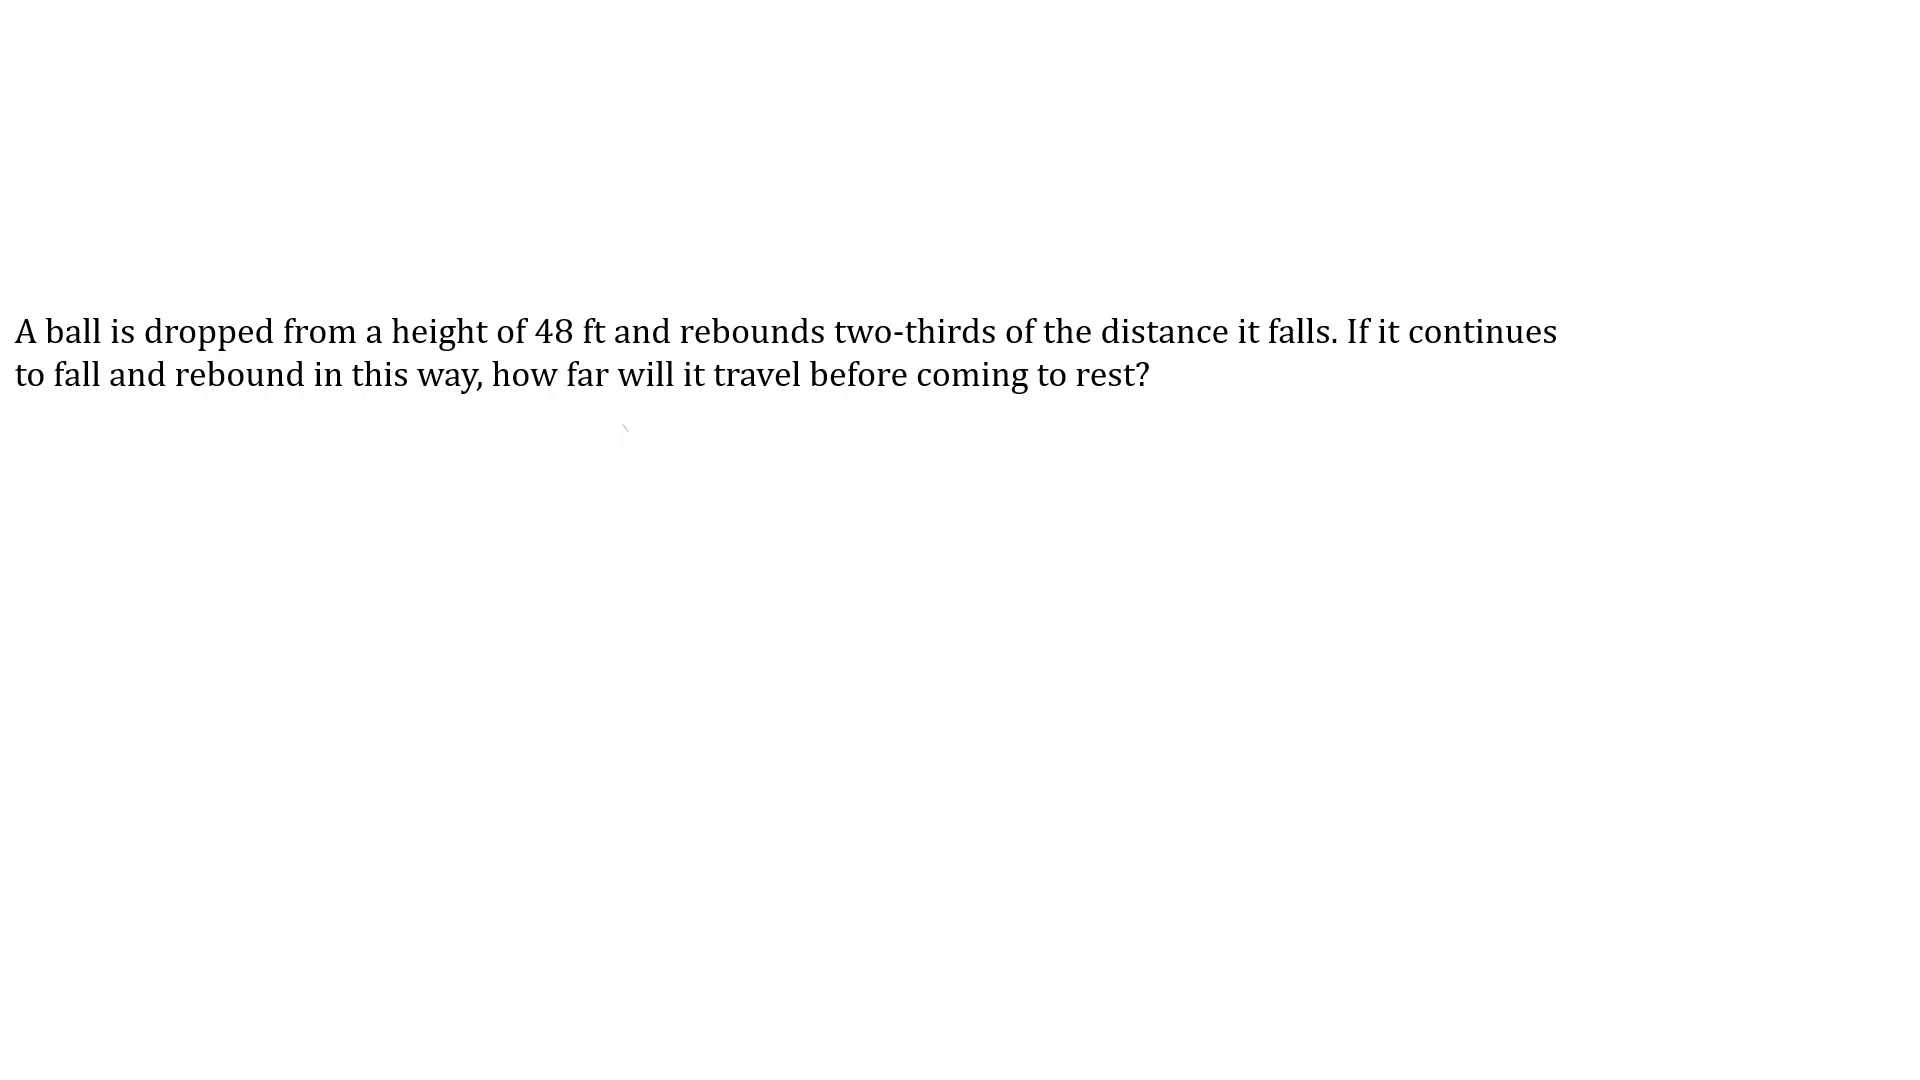 A ball is dropped from a height of 48 ft and rebounds two-thirds of the distance it falls. If it continues
to fall and rebound in this way, how far will it travel before coming to rest?